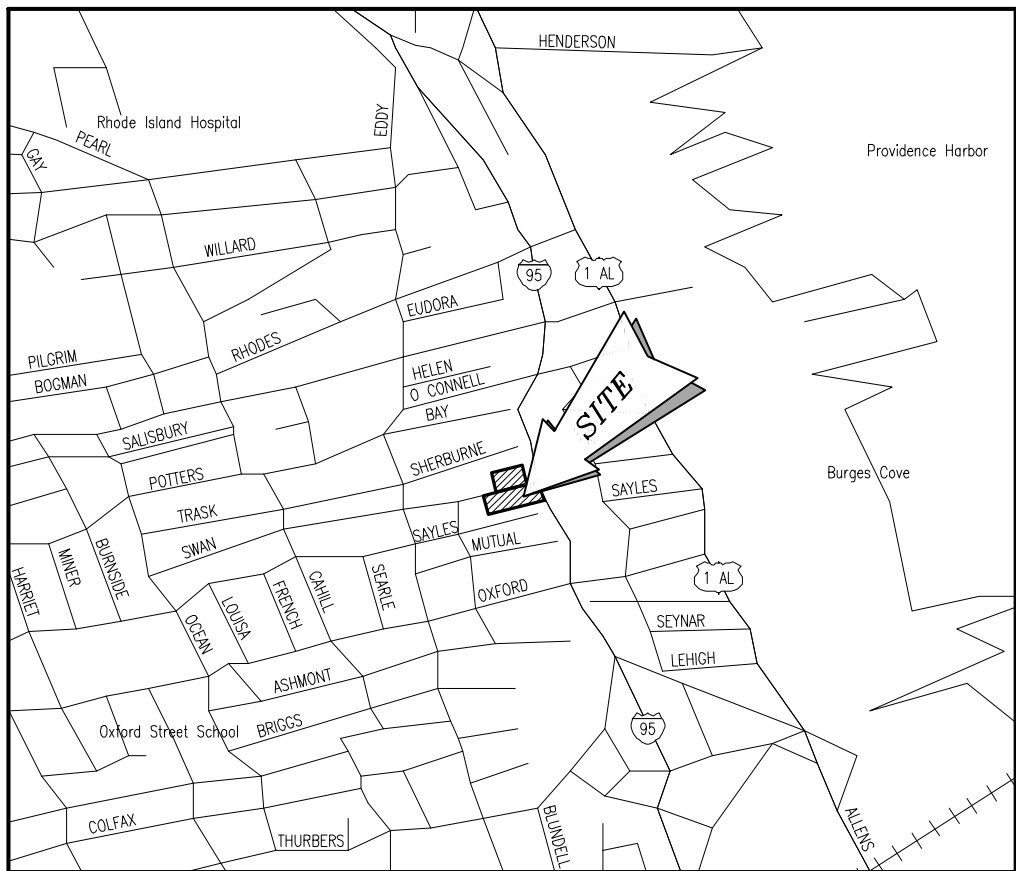 HENDERSON
Rhode Island Hospital
EDDY
PEARL
GAY
Providence Harbor
WILLARD
95
1 AL
EUDORA
RHODES
PILGRIM
BOGMAN
HELEN
O CONNELL
BAY
SITE
SALISBURY
SHERBURNE
POTTERS
Burges Cove
SAYLES
TRASK
SAYLES
SWAN
MUTUAL
BURNSIDE
MINER
HARRIET
1 AL
OXFORD
SEARLE
CAHILL
FRENCH
LOUISA
OCEAN
SEYNAR
LEHIGH
ASHMONT
BRIGGS
Oxford Street School
95
COLFAX
THURBERS
BLUNDELL
ALLENS